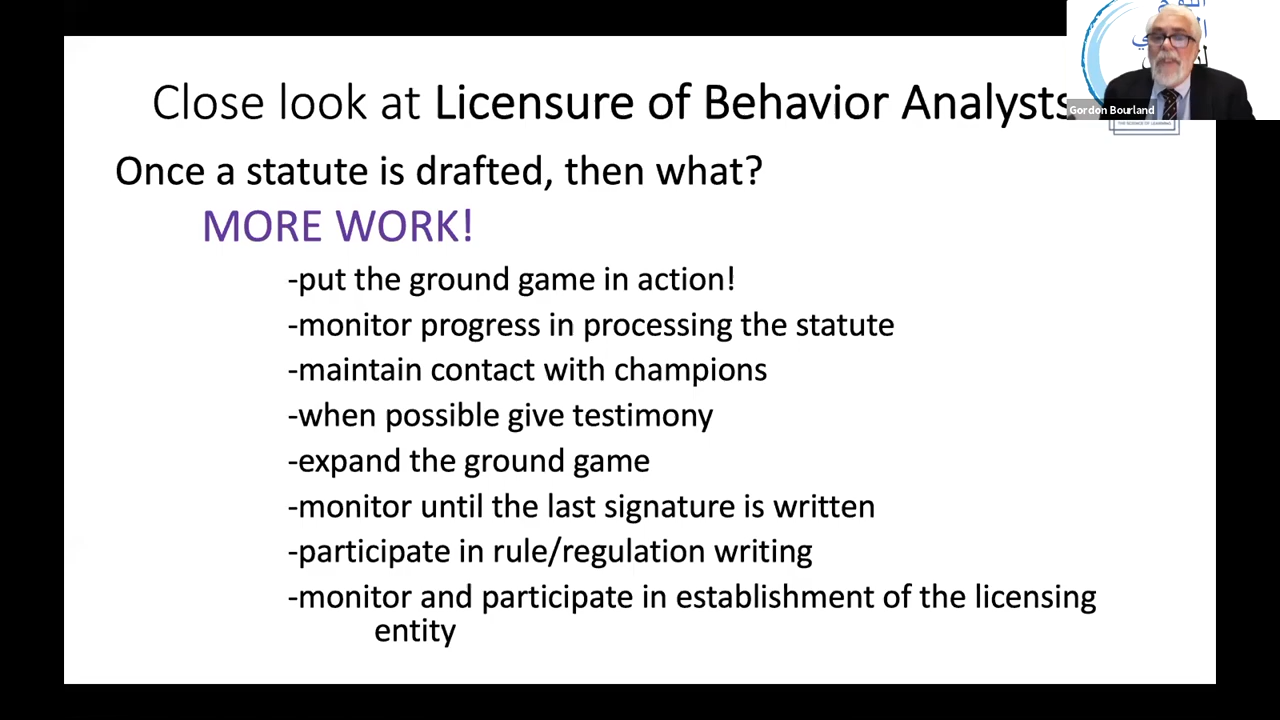 Close look at Licensure of Behavior Analysts
Gordon Bourland
Once a statute is drafted, then what?
MORE WORK!
-put the ground game in action!
-monitor progress in processing the statute
-maintain contact with champions
-when possible give testimony
-expand the ground game
-monitor until the last signature is written
-participate in rule/regulation writing
-monitor and participate in establishment of the licensing
entity